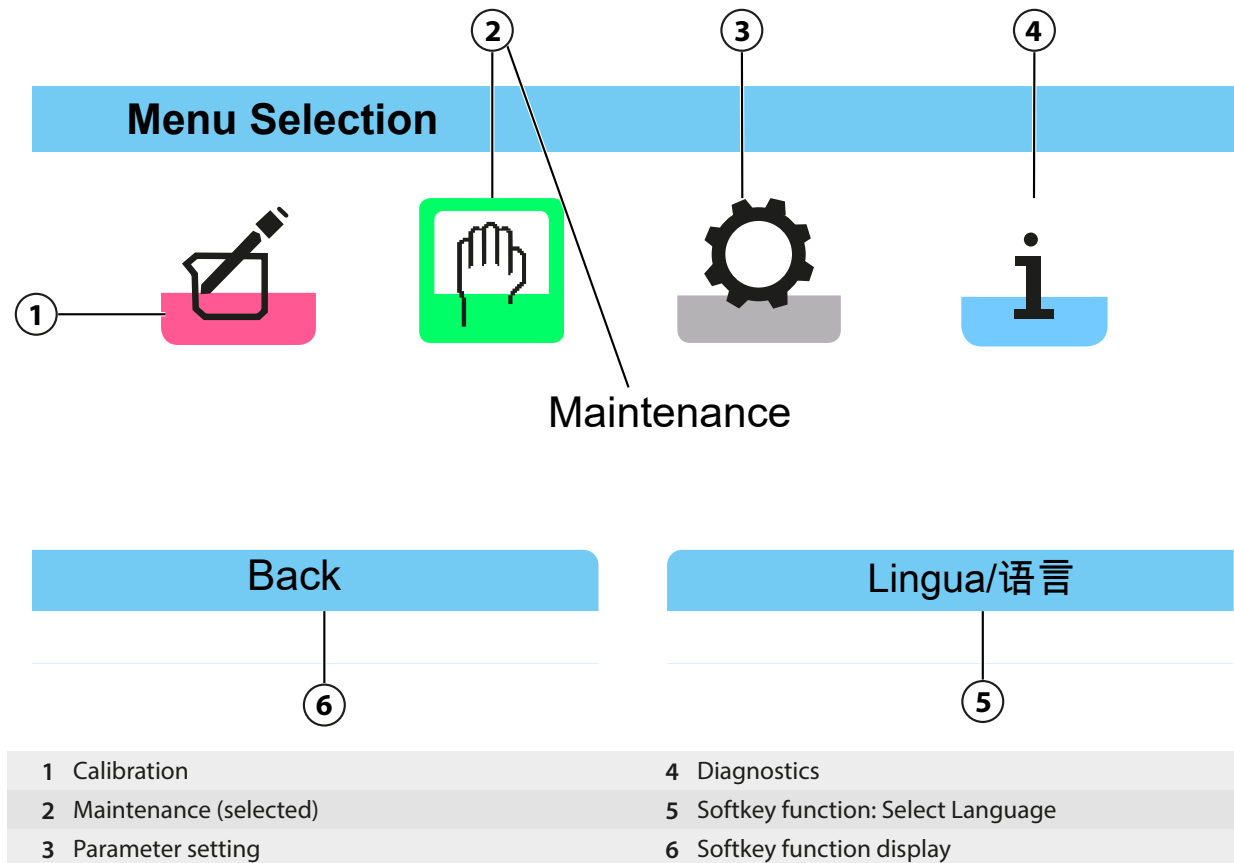 2 3 4
Menu Selection
1
Maintenance
Back Lingua/语言
6 5
1 Calibration 4 Diagnostics
2 Maintenance (selected) 5 Softkey function: Select Language
3 Parameter setting 6 Softkey function display